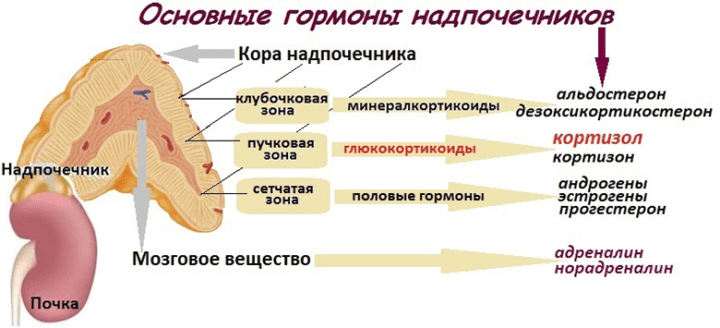 Основные гормоны надпочечников
Кора надпочечника
клубочковая
зона
минералкортикоиды
альдостерон
дезоксикортикостерон
пучковая
зона
глюкокортикоиды
кортизол
кортизон
Надпочечник
сетчатая
зона
половые гормоны
андрогены
эстрогены
прогестерон
Мозговое вещество
адреналин
норадреналин
Почка